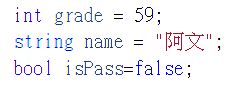 int grade = 59;
string name = "阿文";
bool isPass=false;